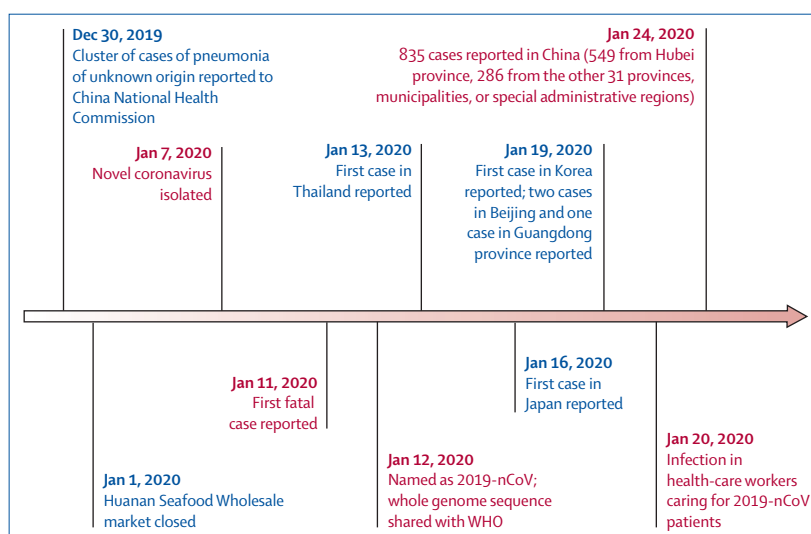 Dec 30, 2019
Cluster of cases of pneumonia
of unknown origin reported to
China National Health
Commission
Jan 24, 2020
835 cases reported in China (549 from Hubei
province, 286 from the other 31 provinces,
municipalities, or special administrative regions)
Jan 7, 2020
Novel coronavirus
isolated
Jan 13, 2020
First case in
Thailand reported
Jan 19, 2020
First case in Korea
reported; two cases
in Beijing and one
case in Guangdong
province reported
Jan 11, 2020
First fatal
case reported
Jan 16, 2020
First case in
Japan reported
Jan 1, 2020
Huanan Seafood Wholesale
market closed
Jan 12, 2020
Named as 2019-nCoV;
whole genome sequence
shared with WHO
Jan 20, 2020
Infection in
health-care workers
caring for 2019-nCoV
patients